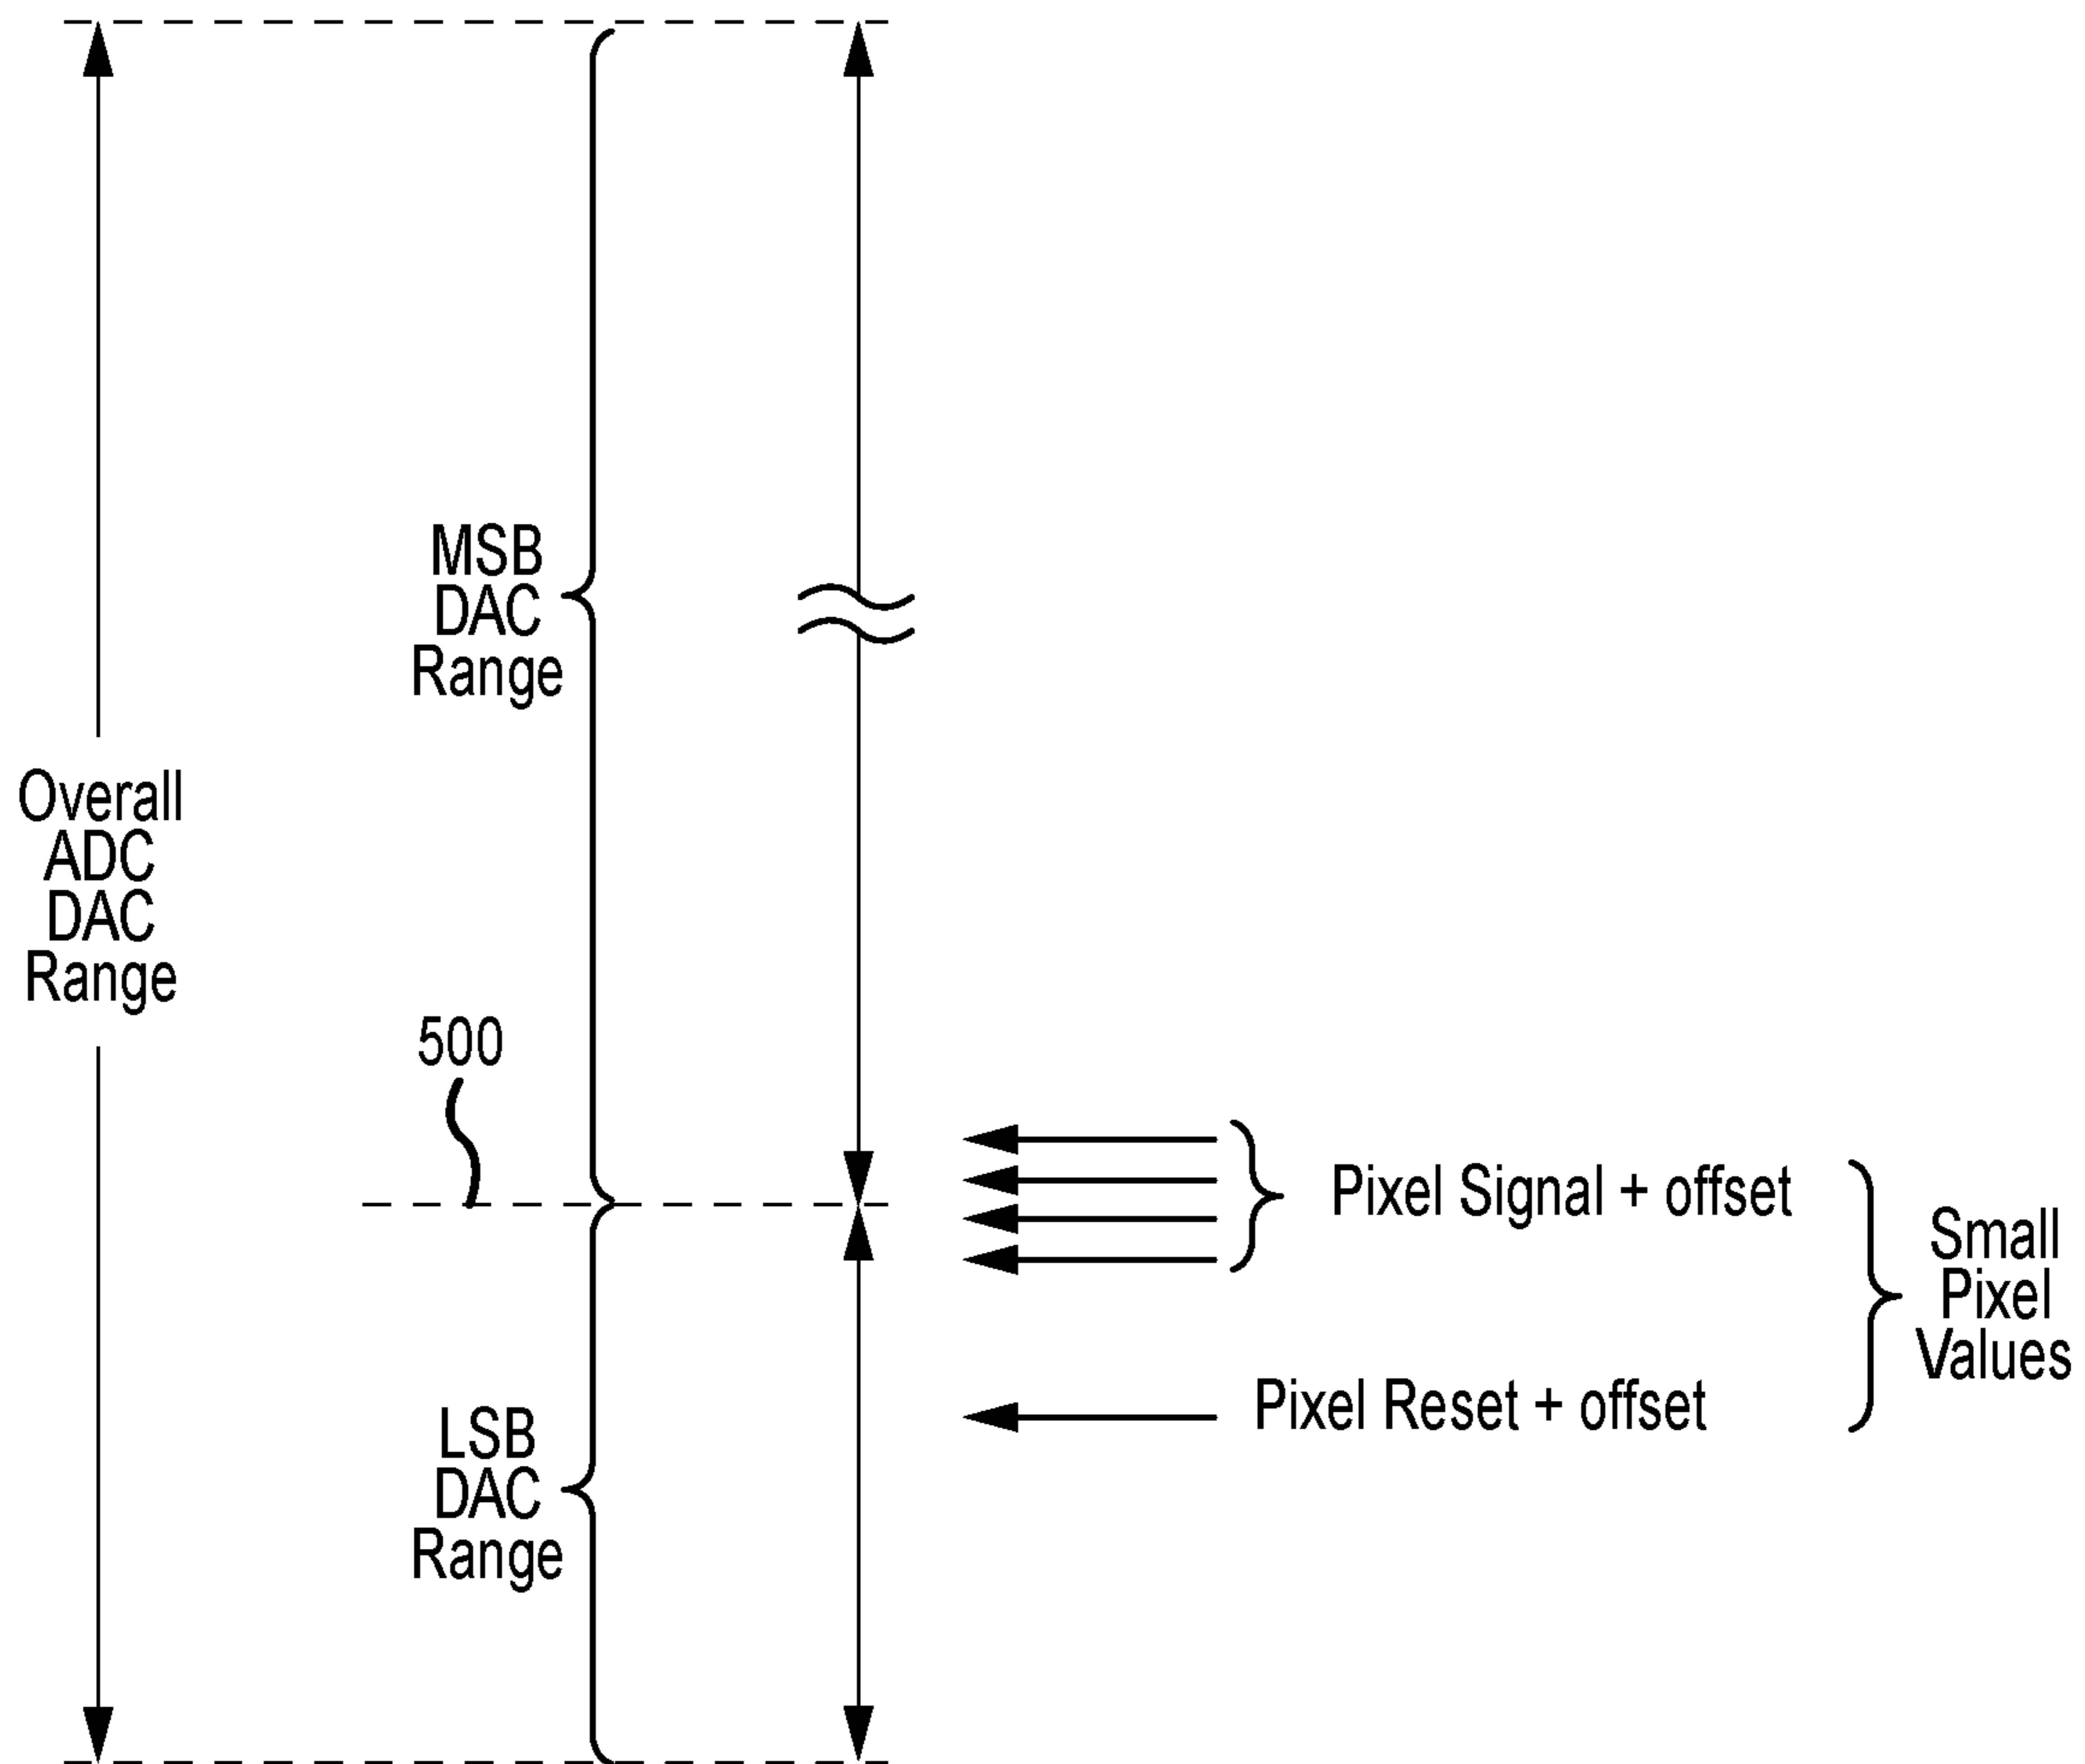 MSB
DAC
Range
Overall
ADC
DAC
Range
500
Pixel Signal + offset
Small
Pixel
Values
Pixel Reset + offset
LSB
DAC
Range